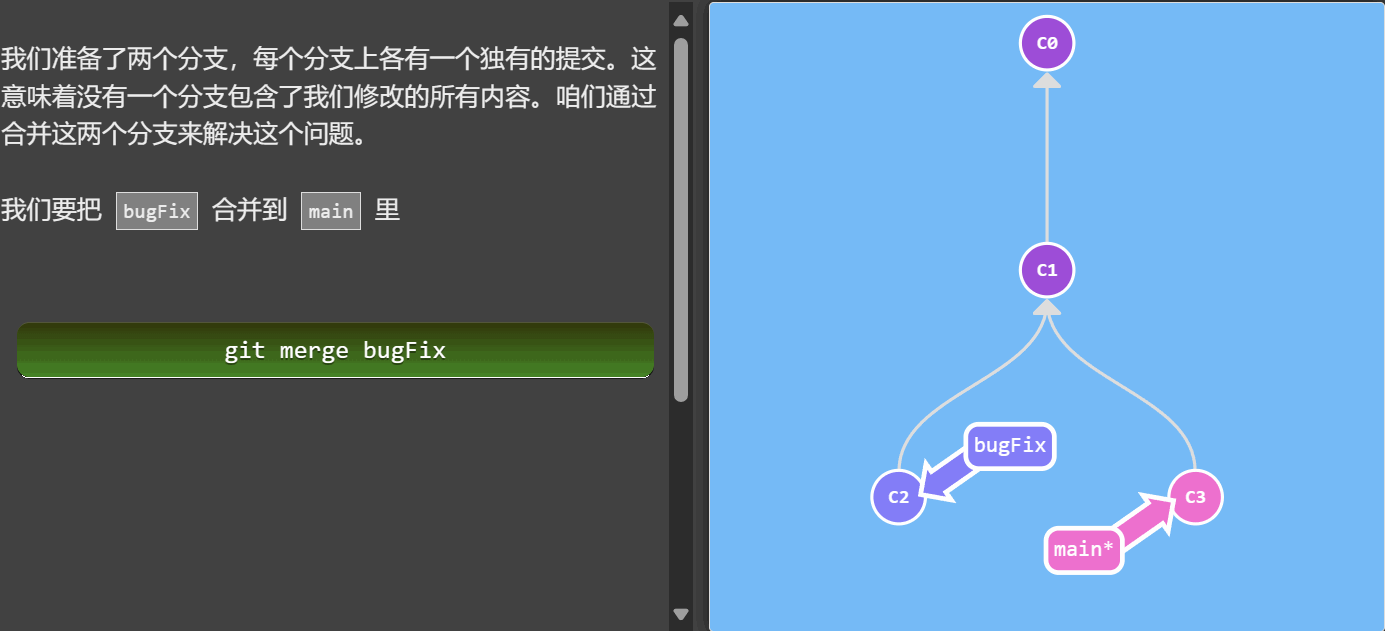 我们准备了两个分支，每个分支上各有一个独有的提交。这
意味着没有一个分支包含了我们修改的所有内容。咱们通过
合并这两个分支来解决这个问题。
我们要把 bugFix 合并到 main 里
git merge bugFix
C0
C1
bugFix
C2
C3
main*